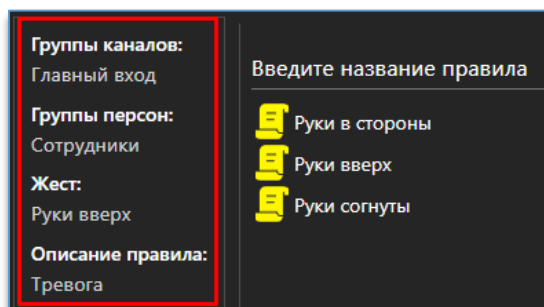 Группы каналов:
Главный вход
Группы персон:
Сотрудники
Жест:
Руки вверх
Описание правила:
Тревога
Введите название правила
Руки в стороны
Руки вверх
Руки согнуты